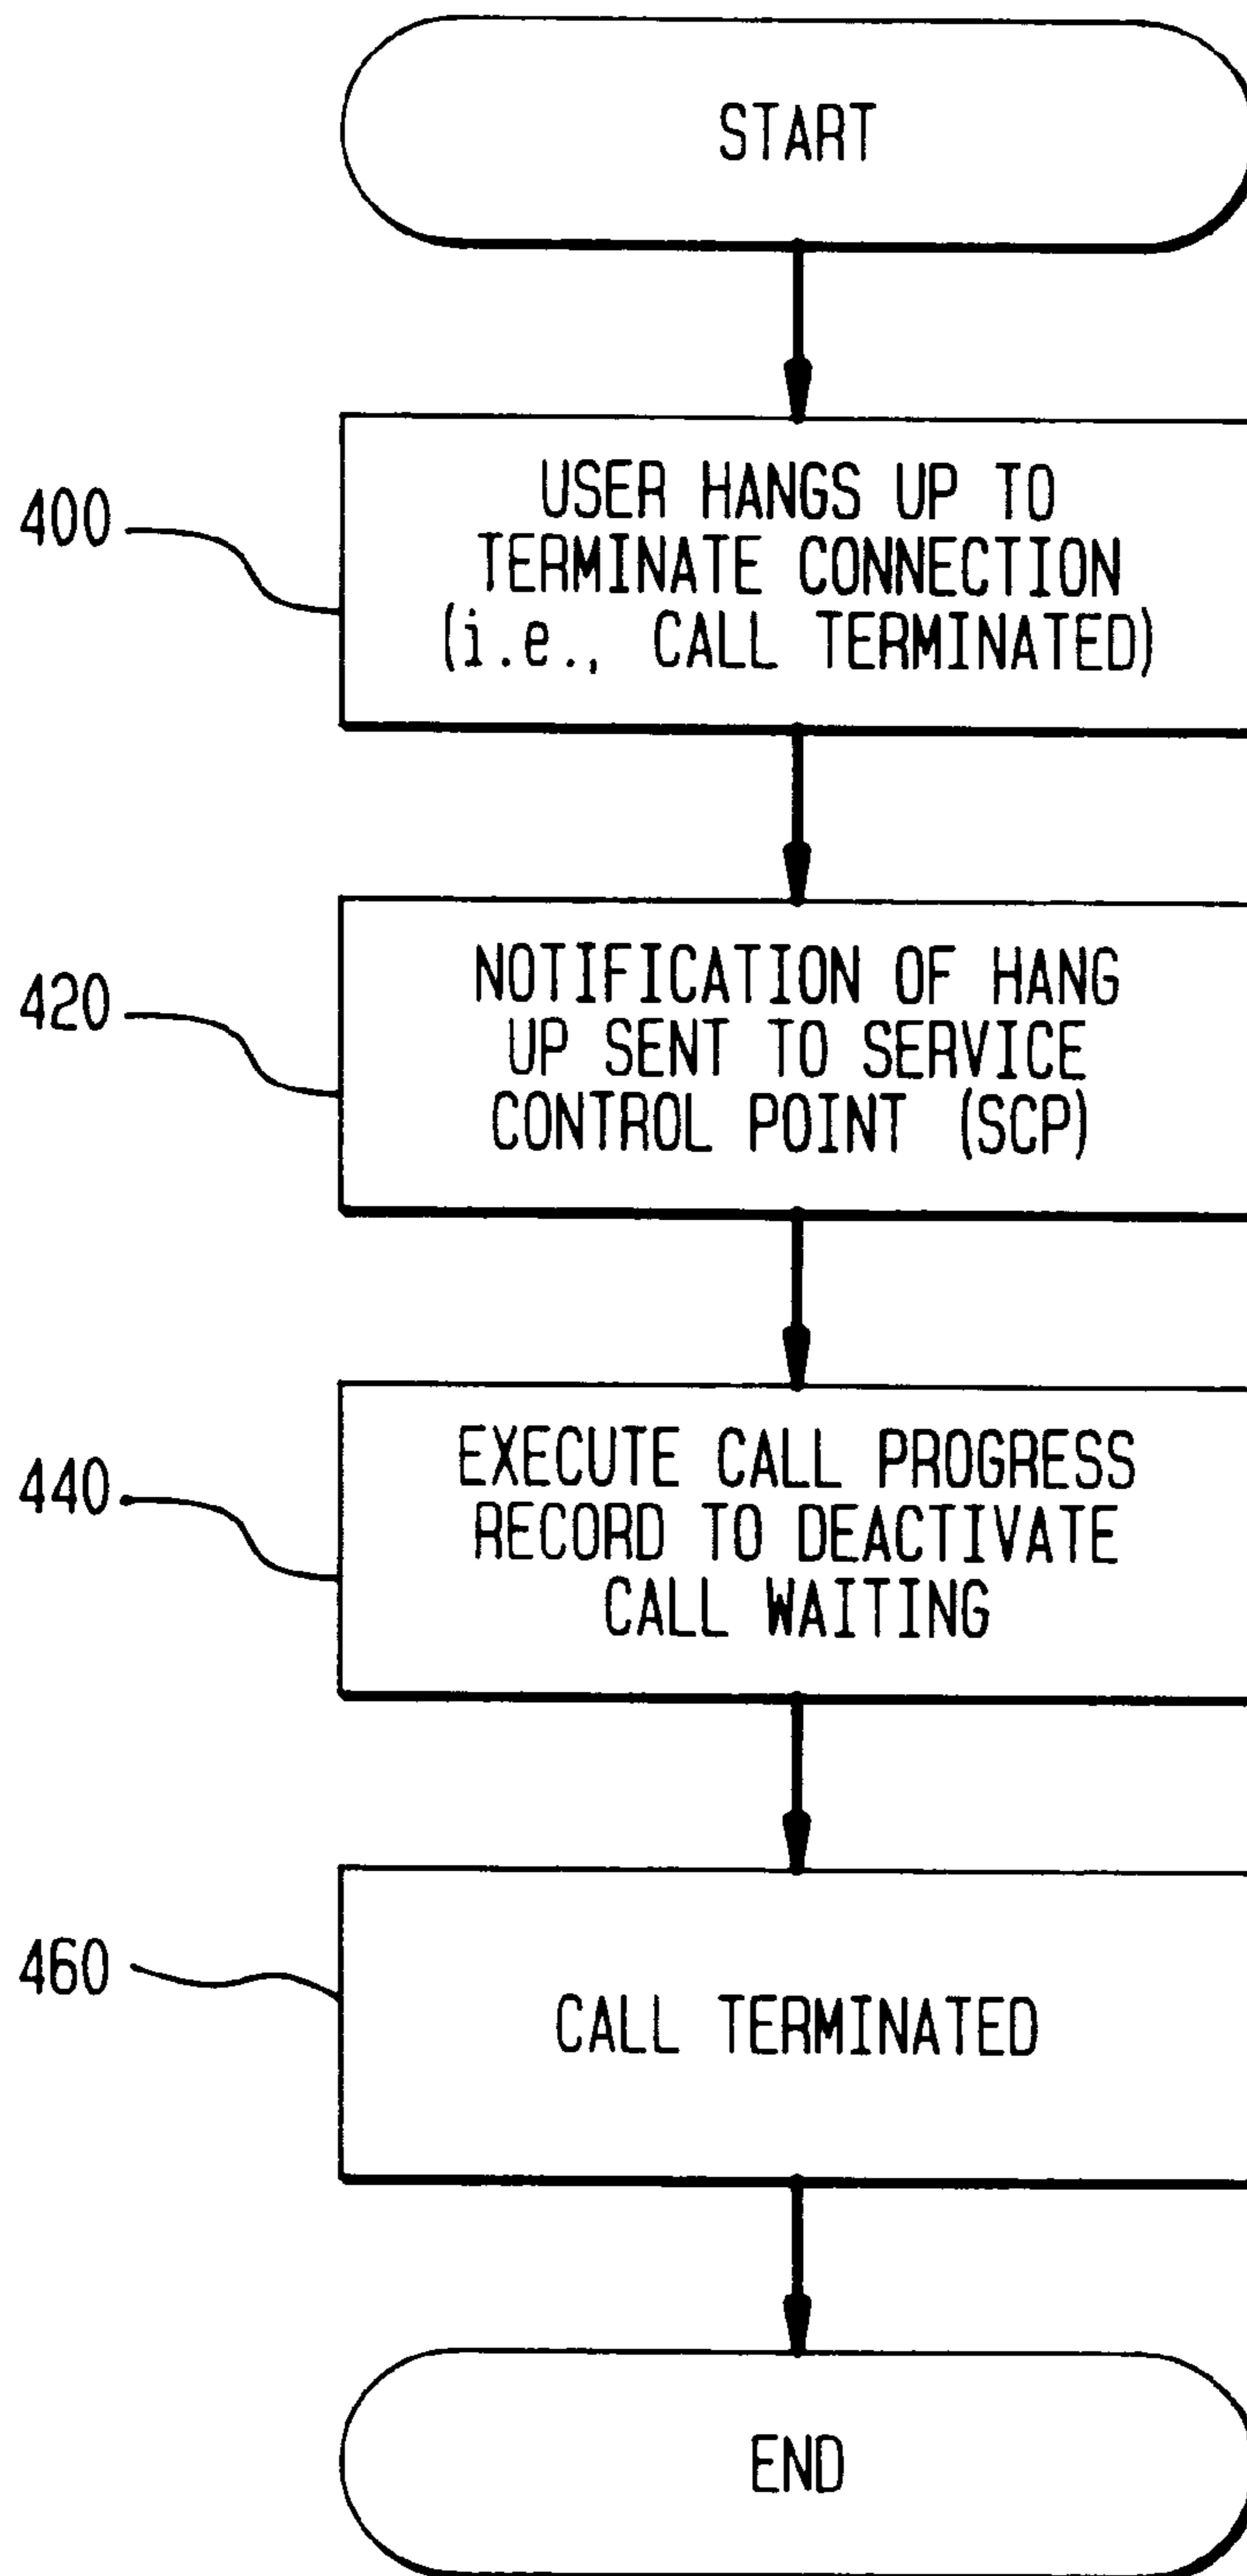 START
400
USER HANGS UP TO
TERMINATE CONNECTION
(i.e., CALL TERMINATED)
420
NOTIFICATION OF HANG
UP SENT TO SERVICE
CONTROL POINT (SCP)
440
EXECUTE CALL PROGRESS
RECORD TO DEACTIVATE
CALL WAITING
460
CALL TERMINATED
END